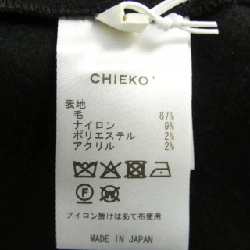 CHIEKO+
表地
毛 87%
ナイロン 9%
ポリエステル 2%
アクリル 2%
アイロン掛けはあて布使用
MADE IN JAPAN